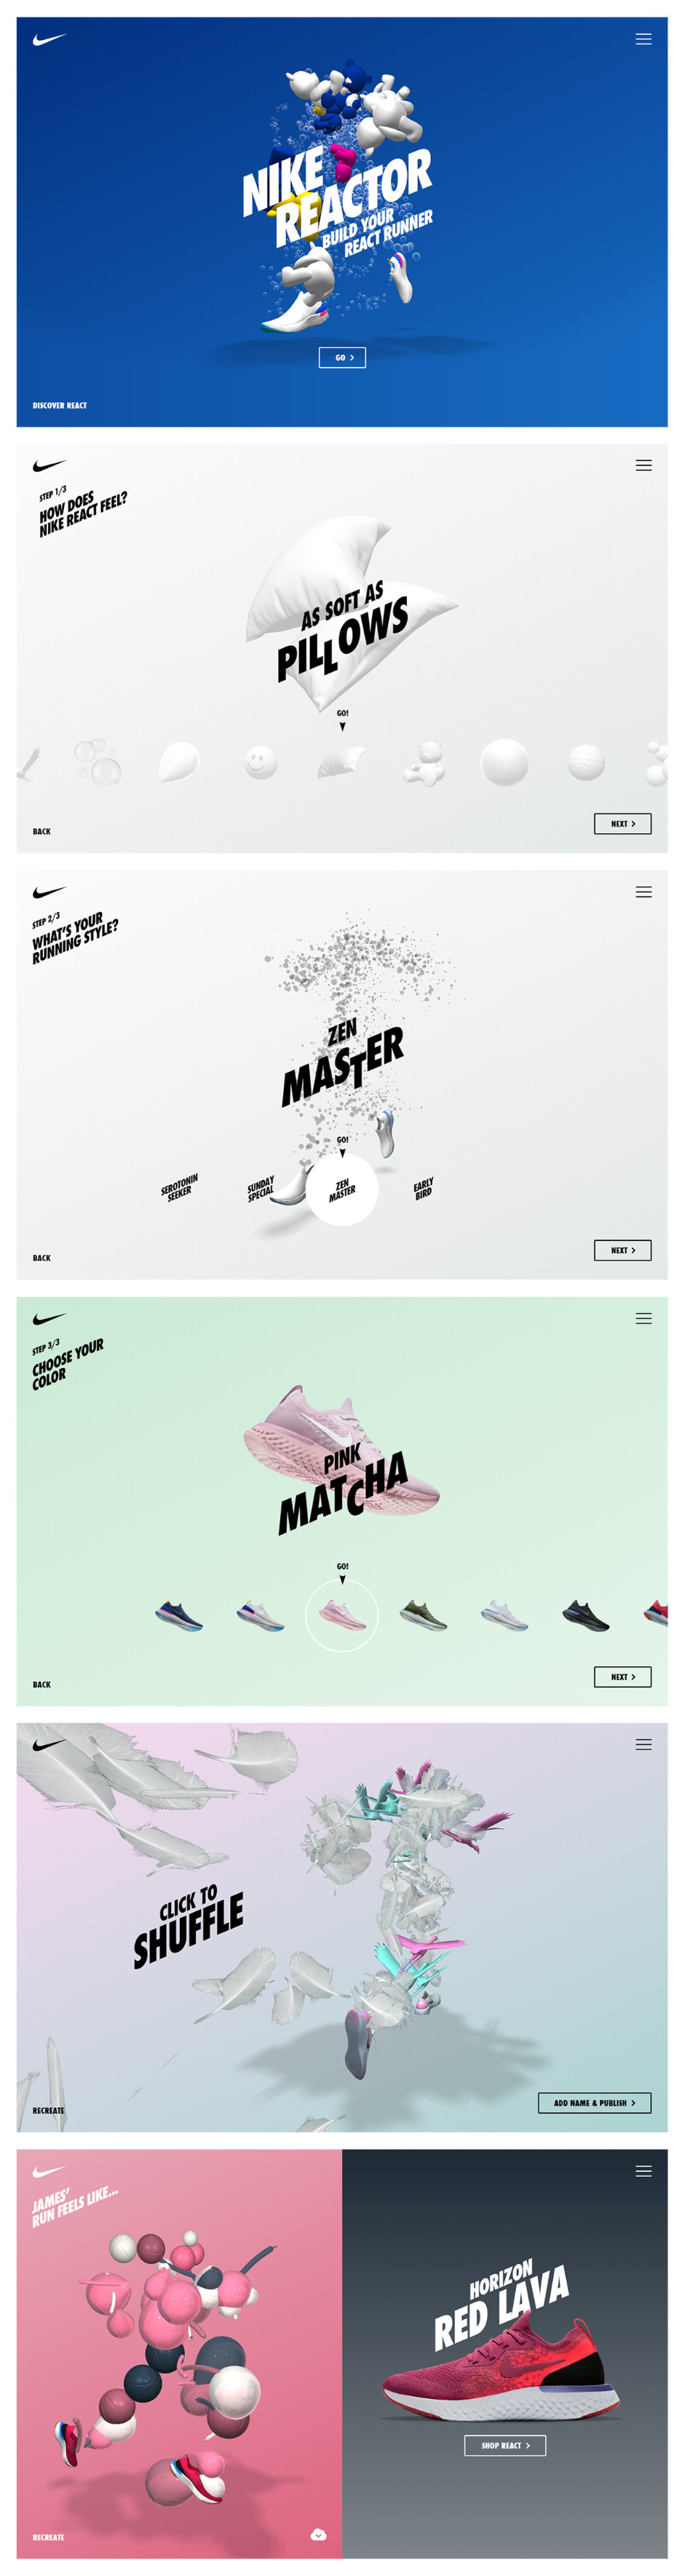 NIKE
REACTOR
BUILD YOUR
REACT RUNNER
GO
DISCOVER REACT
STEP 1/3
HOW DOES
NIKE REACT FEEL?
AS SOFT AS
PILLOWS
GO!
BACK
NEXT
STEP 2/3
WHAT'S YOUR
RUNNING STYLE?
ZEN
MASTER
GO!
SEROTONIN
SEEKER
SUNDAY
SPECIAL
ZEN
MASTER
EARLY
BIRD
BACK
NEXT
STEP 3/3
CHOOSE YOUR
COLOR
PINK
MATCHA
GO!
BACK
NEXT
CLICK TO
SHUFFLE
RECREATE
ADD NAME & PUBLISH
JAMES'
RUN FEELS LIKE...
RECREATE
HORIZON
RED LAVA
SHOP REACT